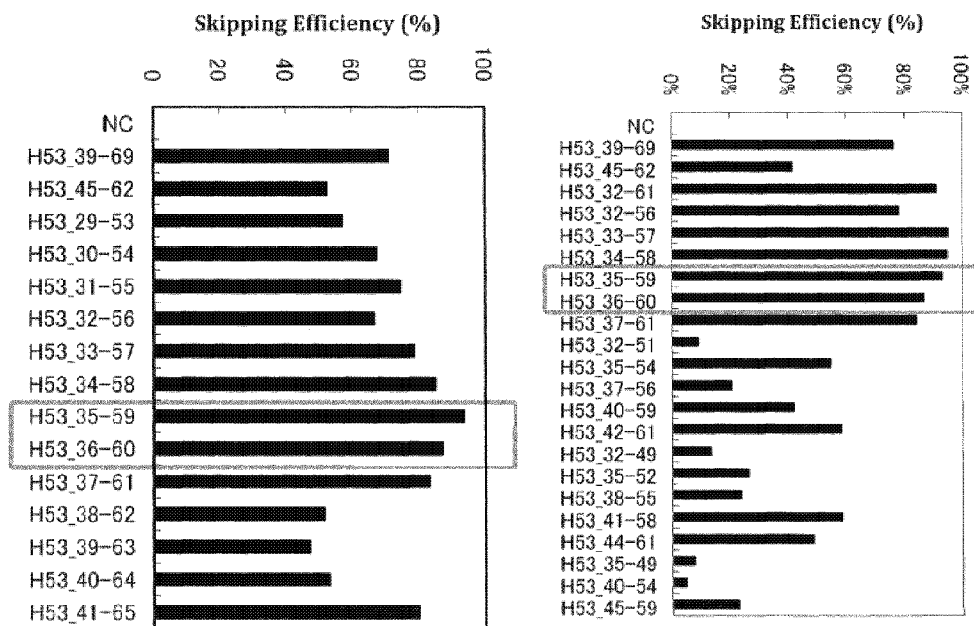 Skipping Efficiency (%)
0 20 40 60 80 100
NC
H53_39-69
H53_45-62
H53_29-53
H53_30-54
H53_31-55
H53_32-56
H53_33-57
H53_34-58
H53_35-59
H53_36-60
H53_37-61
H53_38-62
H53_39-63
H53_40-64
H53_41-65
Skipping Efficiency (%)
0% 20% 40% 60% 80% 100%
NC
H53_39-69
H53_45-62
H53_32-61
H53_32-56
H53_33-57
H53_34-58
H53_35-59
H53_36-60
H53_37-61
H53_32-51
H53_35-54
H53_37-56
H53_40-59
H53_42-61
H53_32-49
H53_35-52
H53_38-55
H53_41-58
H53_44-61
H53_35-49
H53_40-54
H53_45-59